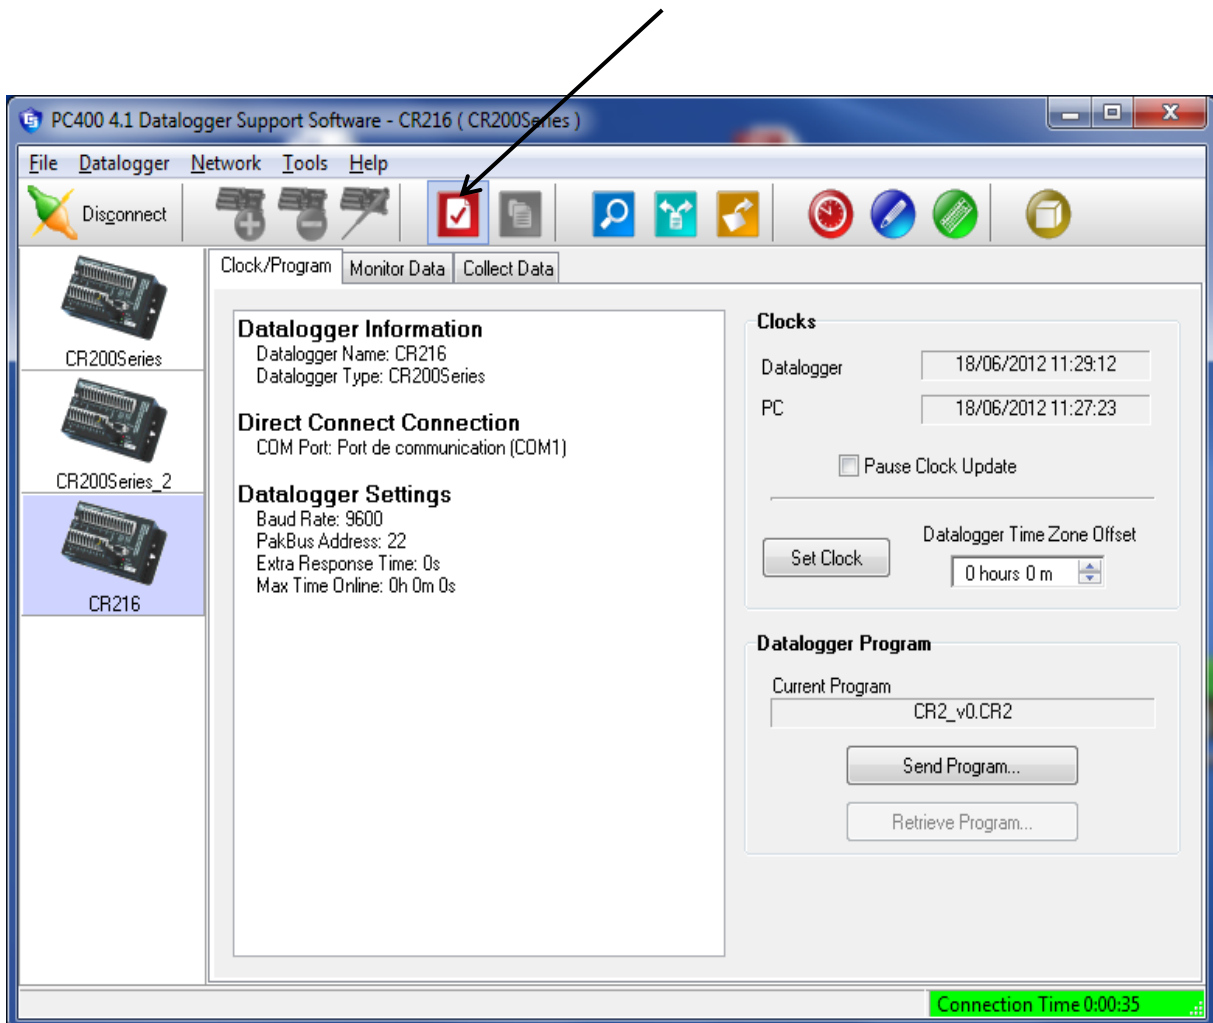 PC400 4.1 Datalogger Support Software - CR216 ( CR200Series )
File Datalogger Network Tools Help
Disconnect
Clock/Program Monitor Data Collect Data
CR200Series
CR200Series_2
CR216
Datalogger Information
Datalogger Name: CR216
Datalogger Type: CR200Series
Direct Connect Connection
COM Port: Port de communication (COM1)
Datalogger Settings
Baud Rate: 9600
PakBus Address: 22
Extra Response Time: 0s
Max Time Online: 0h 0m 0s
Clocks
Datalogger 18/06/2012 11:29:12
PC 18/06/2012 11:27:23
Pause Clock Update
Datalogger Time Zone Offset
Set Clock 0 hours 0 m
Datalogger Program
Current Program
CR2_v0.CR2
Send Program...
Retrieve Program...
Connection Time 0:00:35